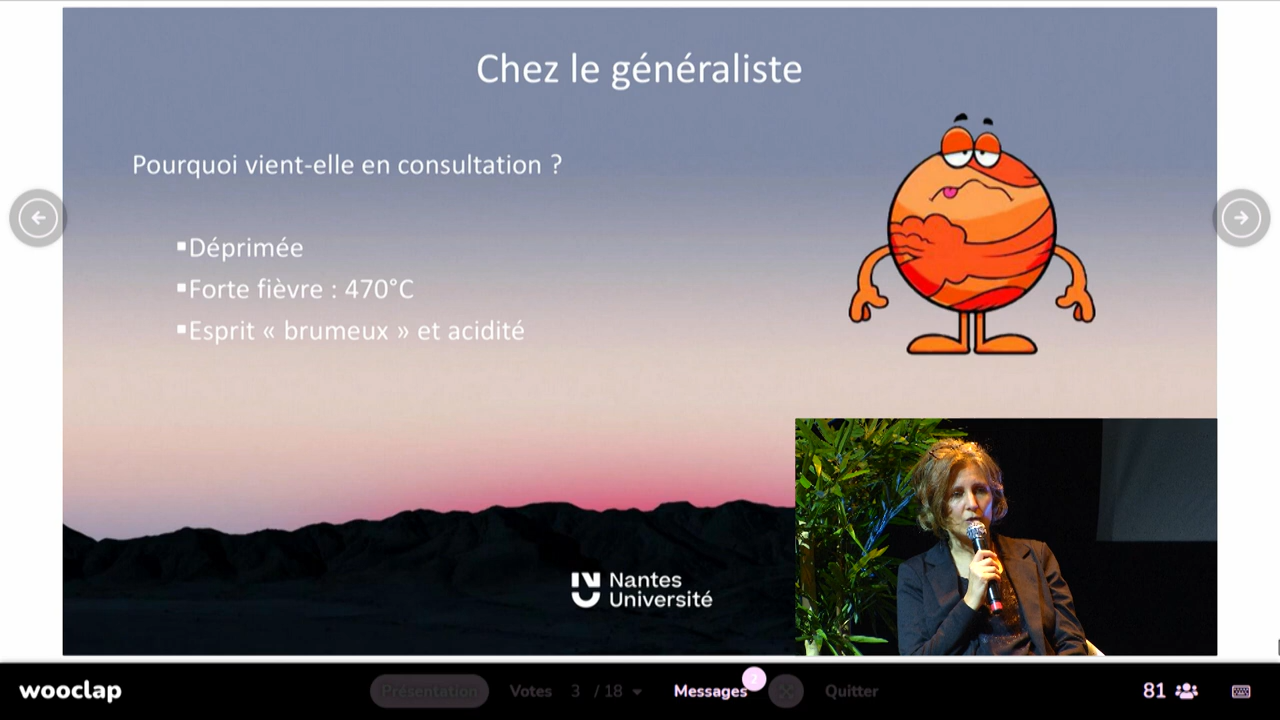 Chez le généraliste
Pourquoi vient-elle en consultation ?
▪Déprimée
▪Forte fièvre : 470°C
▪Esprit « brumeux » et acidité
Nantes
Université
wooclap
Présentation
Votes
3 / 18
Messages
2
Quitter
81